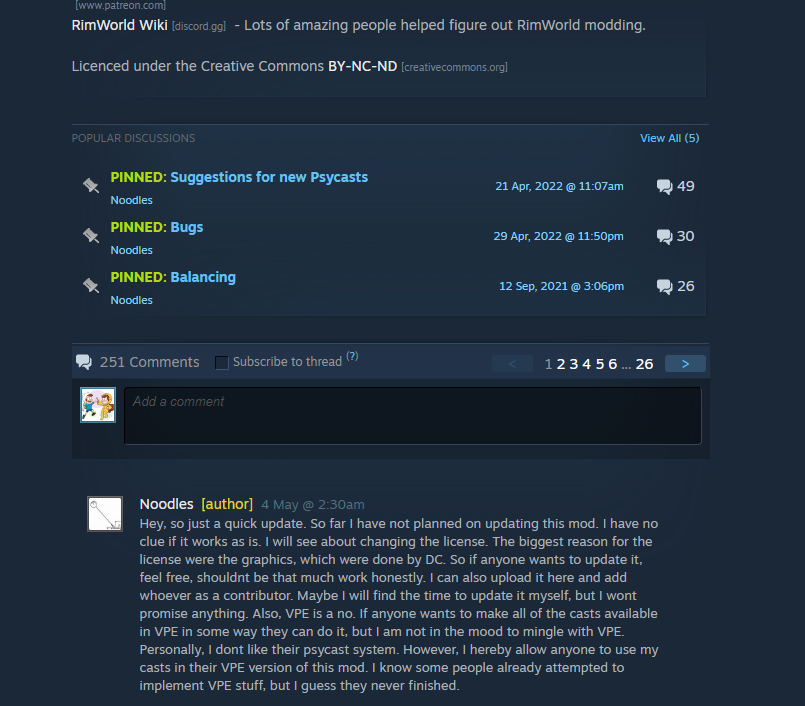 [www.patreon.com]
RimWorld Wiki [discord.gg] - Lots of amazing people helped figure out RimWorld modding.
Licenced under the Creative Commons BY-NC-ND [creativecommons.org]
POPULAR DISCUSSIONS View All (5)
PINNED: Suggestions for new Psycasts
Noodles
21 Apr, 2022 @ 11:07am 49
PINNED: Bugs
Noodles
29 Apr, 2022 @ 11:50pm 30
PINNED: Balancing
Noodles
12 Sep, 2021 @ 3:06pm 26
251 Comments Subscribe to thread (?) < 1 2 3 4 5 6 ... 26 >
Add a comment
Noodles [author] 4 May @ 2:30am
Hey, so just a quick update. So far I have not planned on updating this mod. I have no
clue if it works as is. I will see about changing the license. The biggest reason for the
license were the graphics, which were done by DC. So if anyone wants to update it,
feel free, shouldnt be that much work honestly. I can also upload it here and add
whoever as a contributor. Maybe I will find the time to update it myself, but I wont
promise anything. Also, VPE is a no. If anyone wants to make all of the casts available
in VPE in some way they can do it, but I am not in the mood to mingle with VPE.
Personally, I dont like their psycast system. However, I hereby allow anyone to use my
casts in their VPE version of this mod. I know some people already attempted to
implement VPE stuff, but I guess they never finished.